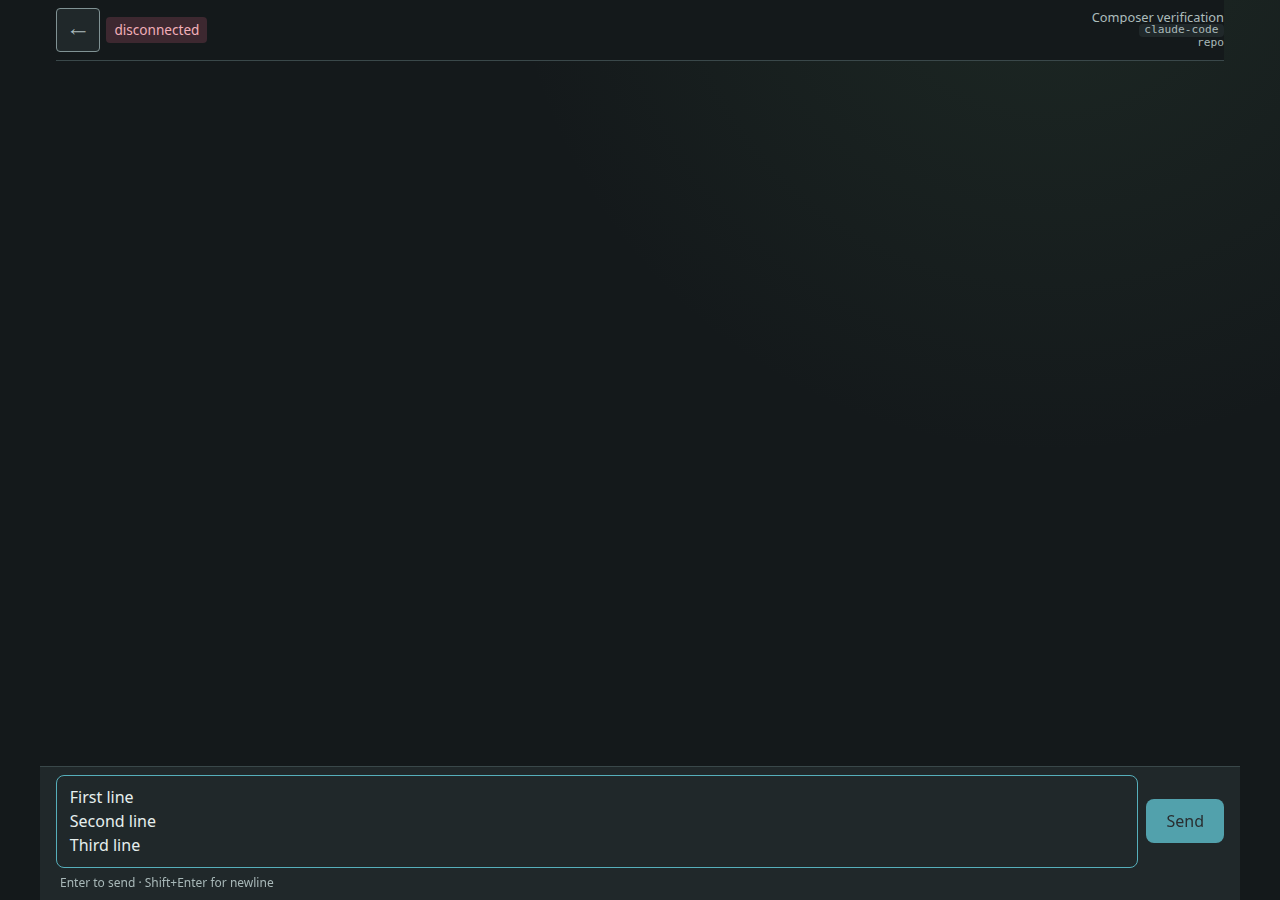 ←
disconnected
Composer verification
claude-code
repo
First line
Second line
Third line
Send
Enter to send · Shift+Enter for newline